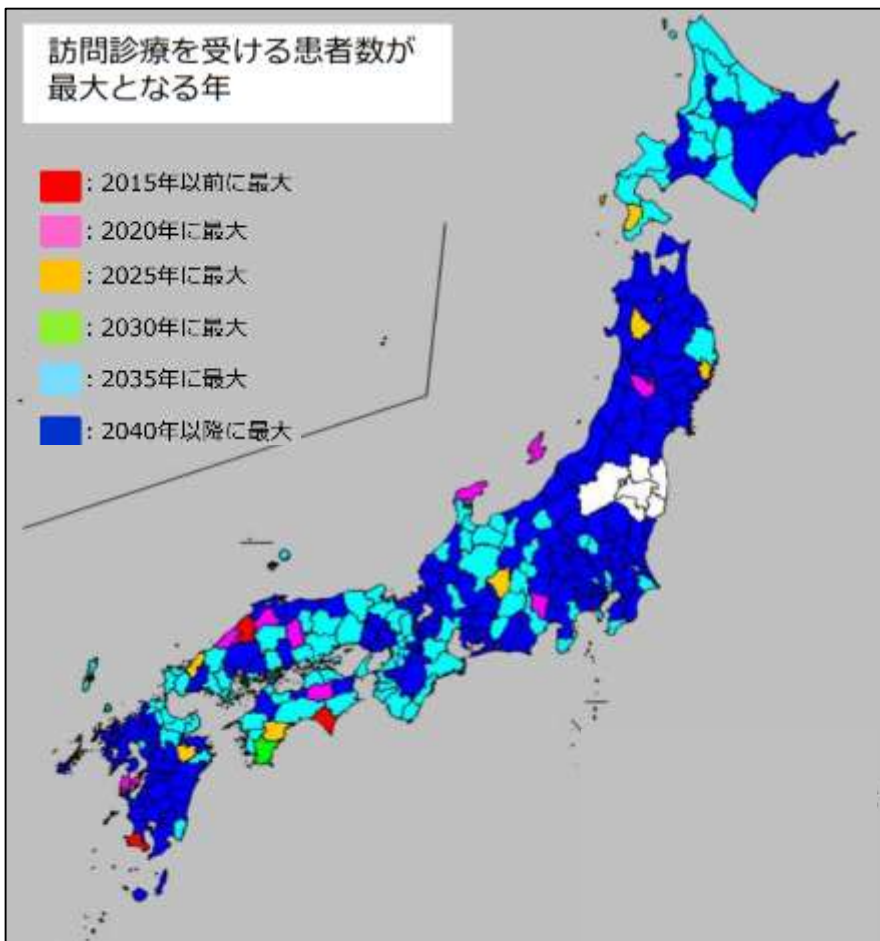 訪問診療を受ける患者数が
最大となる年
：2015年以前に最大
：2020年に最大
：2025年に最大
：2030年に最大
：2035年に最大
：2040年以降に最大